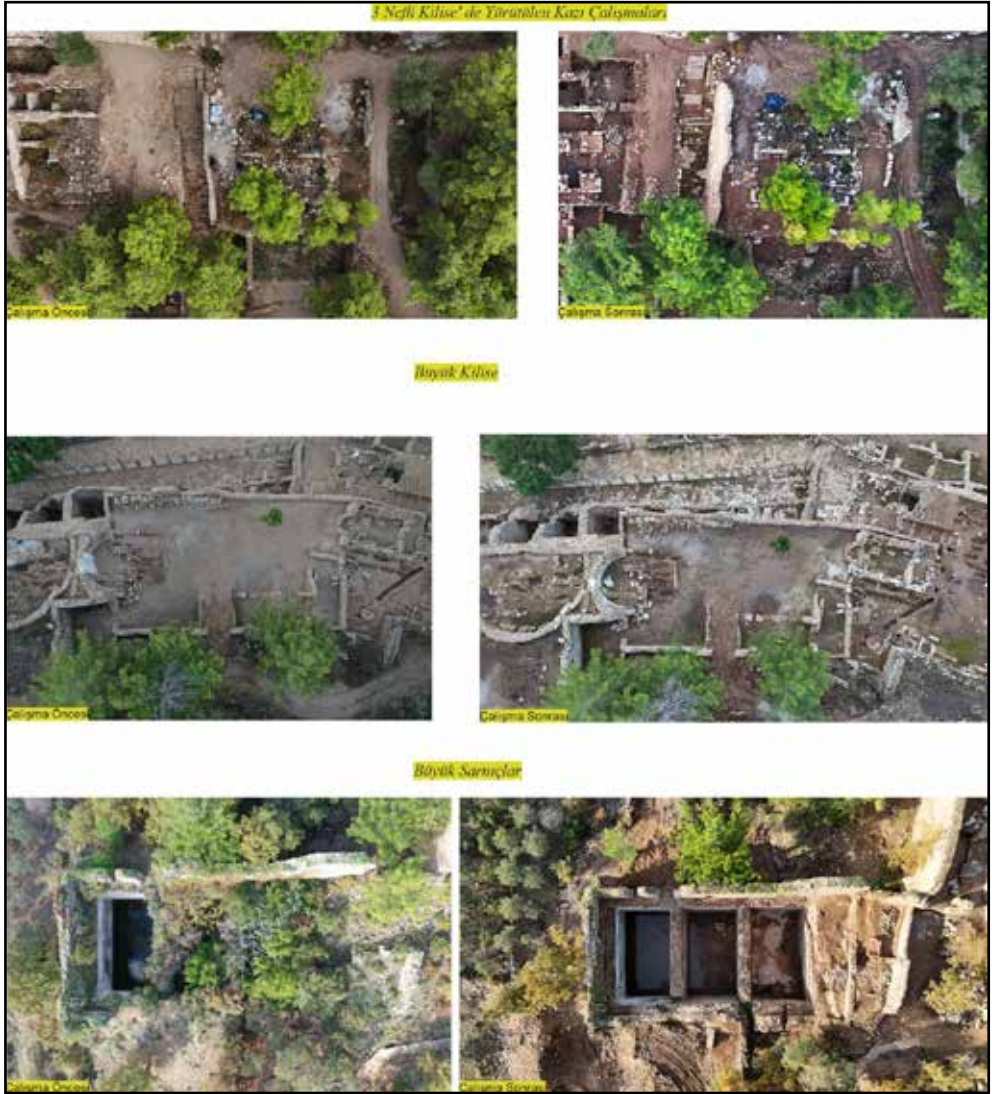 3 Nefli Kilise' de Yürütülen Kazı Çalışmaları
Çalışma Öncesi
Çalışma Sonrası
Büyük Kilise
Çalışma Öncesi
Çalışma Sonrası
Büyük Sarnıçlar
Çalışma Öncesi
Çalışma Sonrası